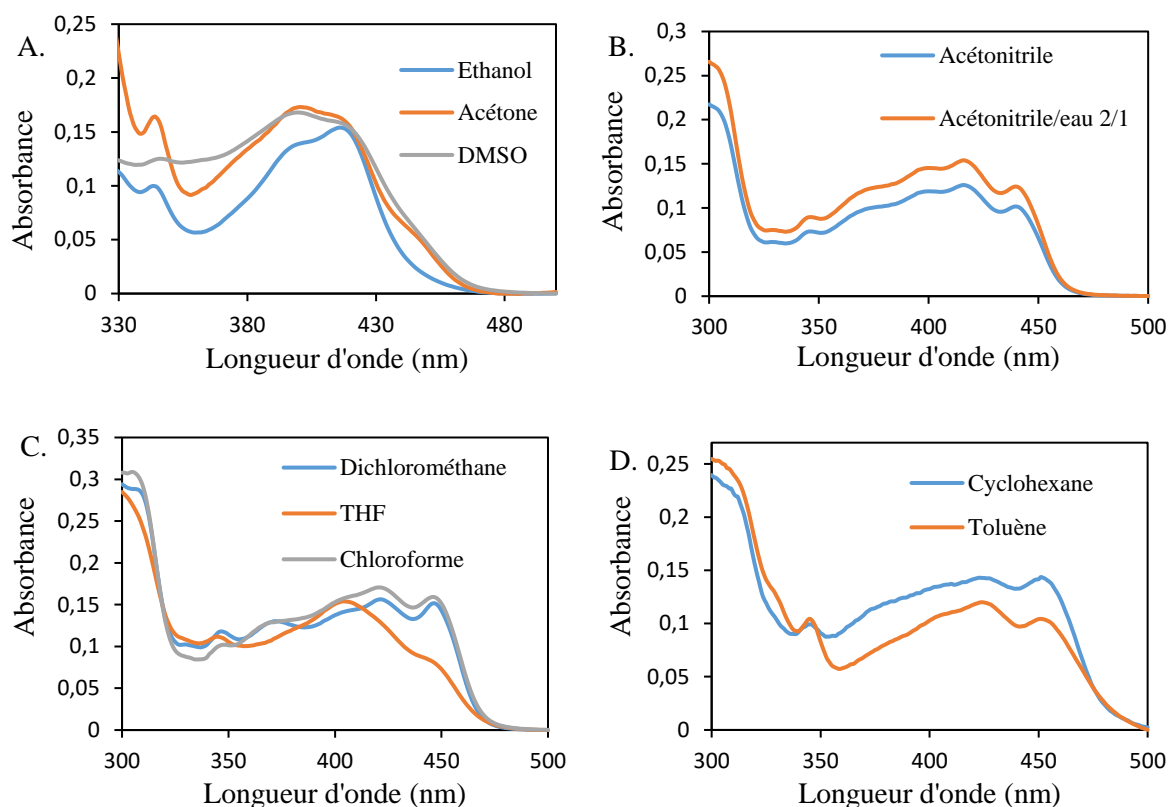 A.
Absorbance
0,25
0,2
0,15
0,1
0,05
0
Ethanol
Acétone
DMSO
330 380 430 480
Longueur d'onde (nm)
B.
Absorbance
0,3
0,25
0,2
0,15
0,1
0,05
0
Acétonitrile
Acétonitrile/eau 2/1
300 350 400 450 500
Longueur d'onde (nm)
C.
Absorbance
0,35
0,3
0,25
0,2
0,15
0,1
0,05
0
Dichlorométhane
THF
Chloroforme
300 350 400 450 500
Longueur d'onde (nm)
D.
Absorbance
0,25
0,2
0,15
0,1
0,05
0
Cyclohexane
Toluène
300 350 400 450 500
Longueur d'onde (nm)